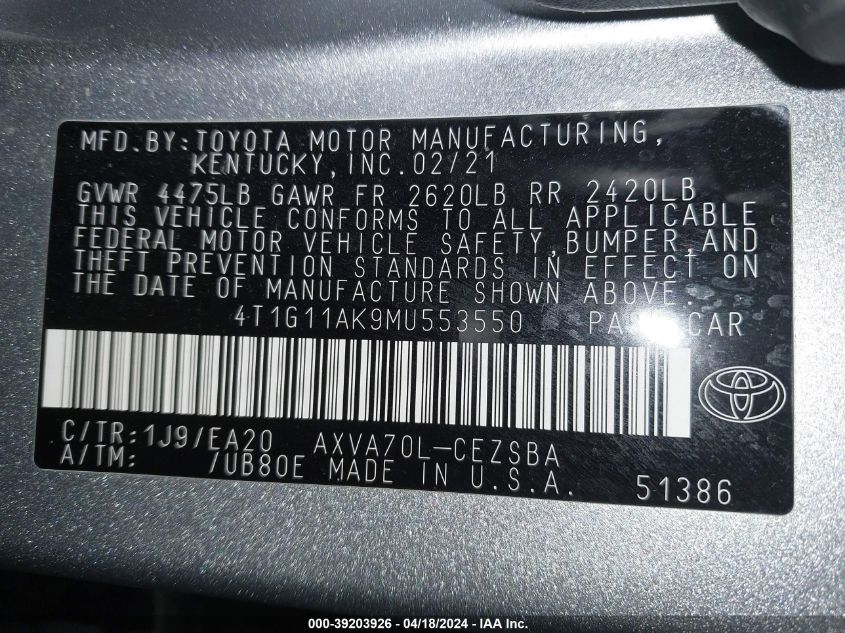 MFD.BY:TOYOTA MOTOR MANUFACTURING,
KENTUCKY,INC.02/21
GVWR 4475LB GAWR FR 2620LB RR 2420LB
THIS VEHICLE CONFORMS TO ALL APPLICABLE
FEDERAL MOTOR VEHICLE SAFETY,BUMPER,AND
THEFT PREVENTION STANDARDS IN EFFECT ON
THE DATE OF MANUFACTURE SHOWN ABOVE.
4T1G11AK9MU553550 PASS.CAR
C/TR:1J9/EA20 AXVA70L-CEZSBA
A/TM: /UB80E MADE IN U.S.A. 51386
000-39203926 - 04/18/2024 - IAA Inc.